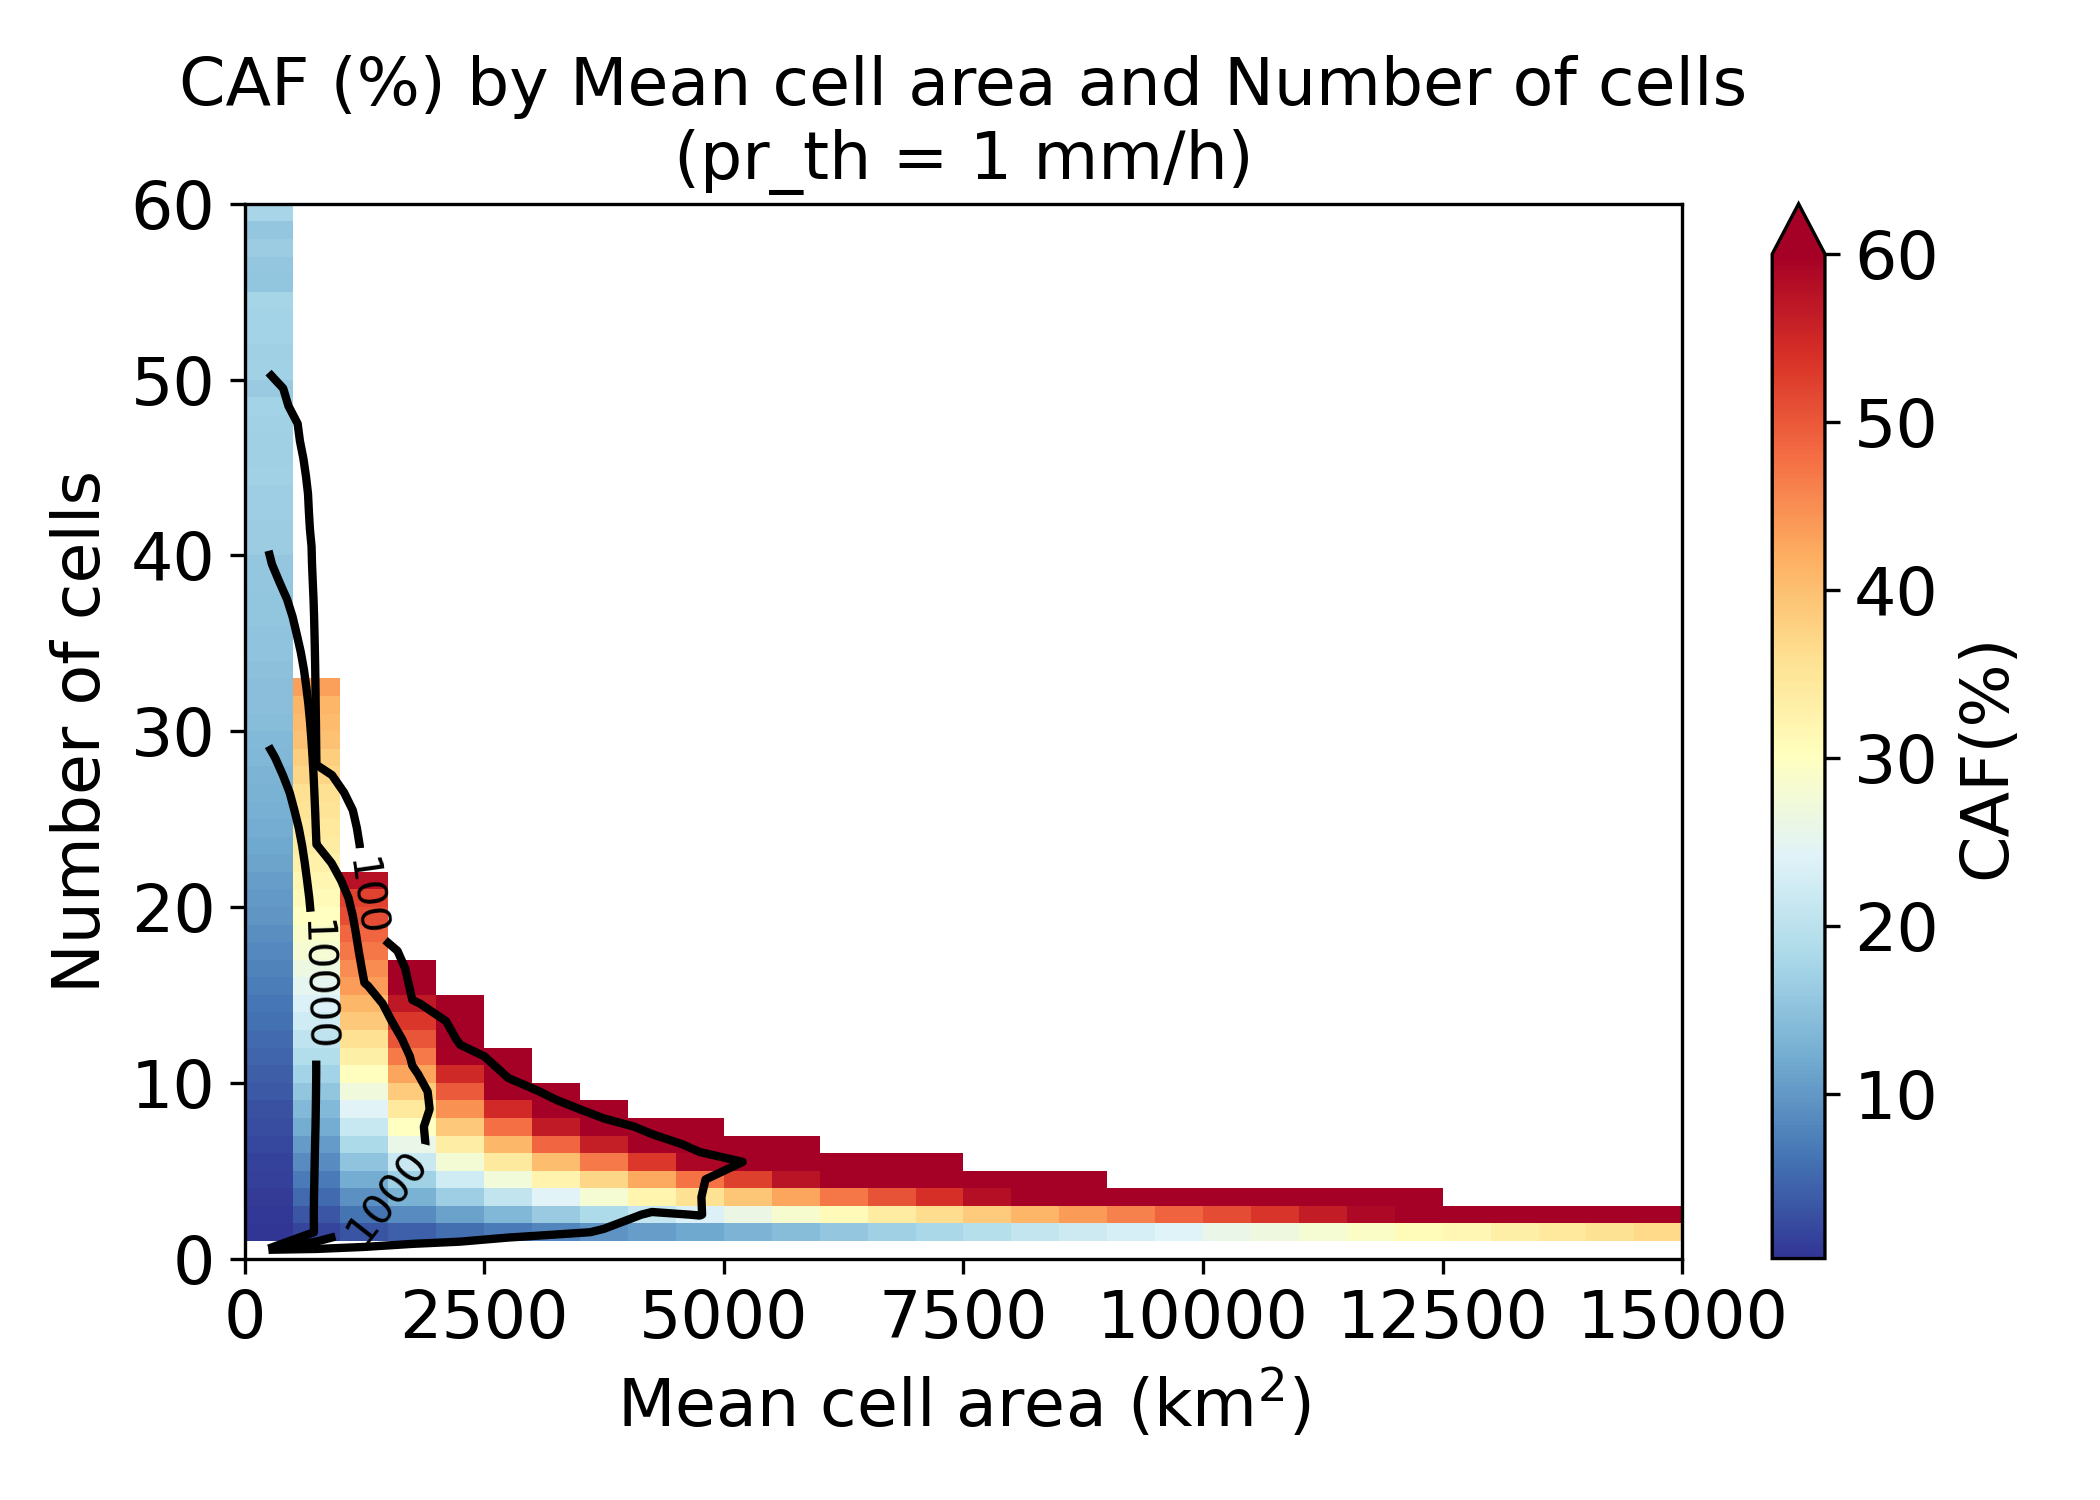 CAF (%) by Mean cell area and Number of cells
(pr_th = 1 mm/h)
60
50
40
30
20
10
0
Number of cells
100
10000
1000
0 2500 5000 7500 10000 12500 15000
Mean cell area (km²)
60
50
40
30
20
10
CAF(%)